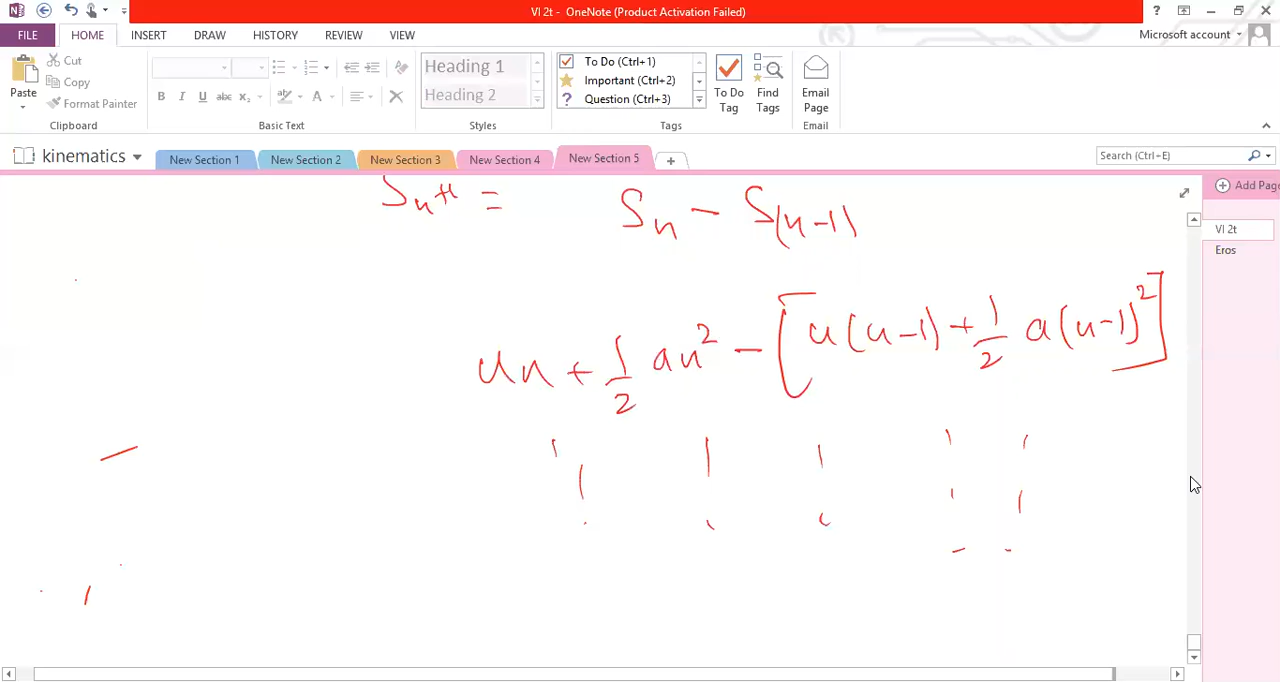 VI 2t - OneNote (Product Activation Failed)
FILE HOME INSERT DRAW HISTORY REVIEW VIEW Microsoft account
Paste Cut Copy Format Painter
B I U abc X₂ A
Heading 1
Heading 2
To Do (Ctrl+1)
Important (Ctrl+2)
Question (Ctrl+3)
To Do Tag
Find Tags
Email Page
Clipboard Basic Text Styles Tags Email
kinematics New Section 1 New Section 2 New Section 3 New Section 4 New Section 5 Search (Ctrl+E)
Add Page
VI 2t
Eros
Sₙth = Sₙ - S(n-1)
un + 1/2 an² - [u(n-1) + 1/2 a(n-1)²]